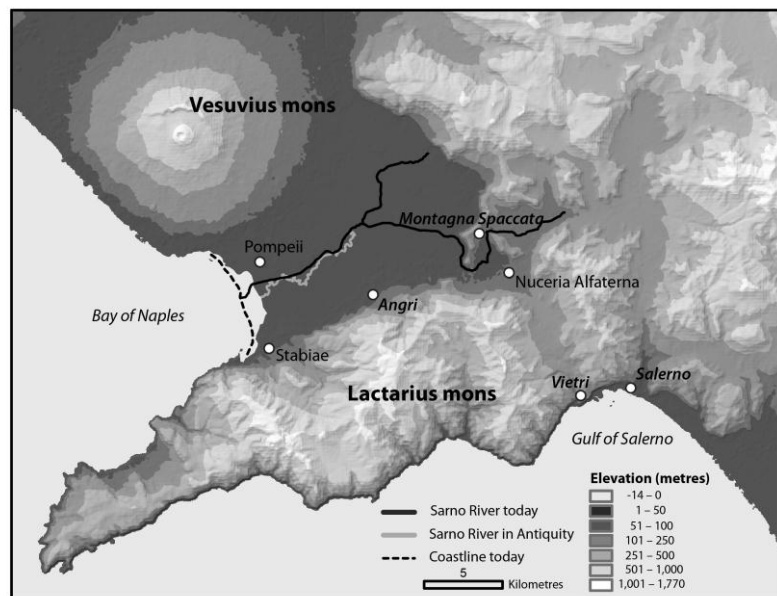 Vesuvius mons
Montagna Spaccata
Pompeii
Nuceria Alfaterna
Bay of Naples
Angri
Stabiae
Lactarius mons
Vietri
Salerno
Gulf of Salerno
Elevation (metres)
-14 – 0
1 – 50
51 – 100
101 – 250
251 – 500
501 – 1,000
1,001 – 1,770
Sarno River today
Sarno River in Antiquity
Coastline today
5
Kilometres